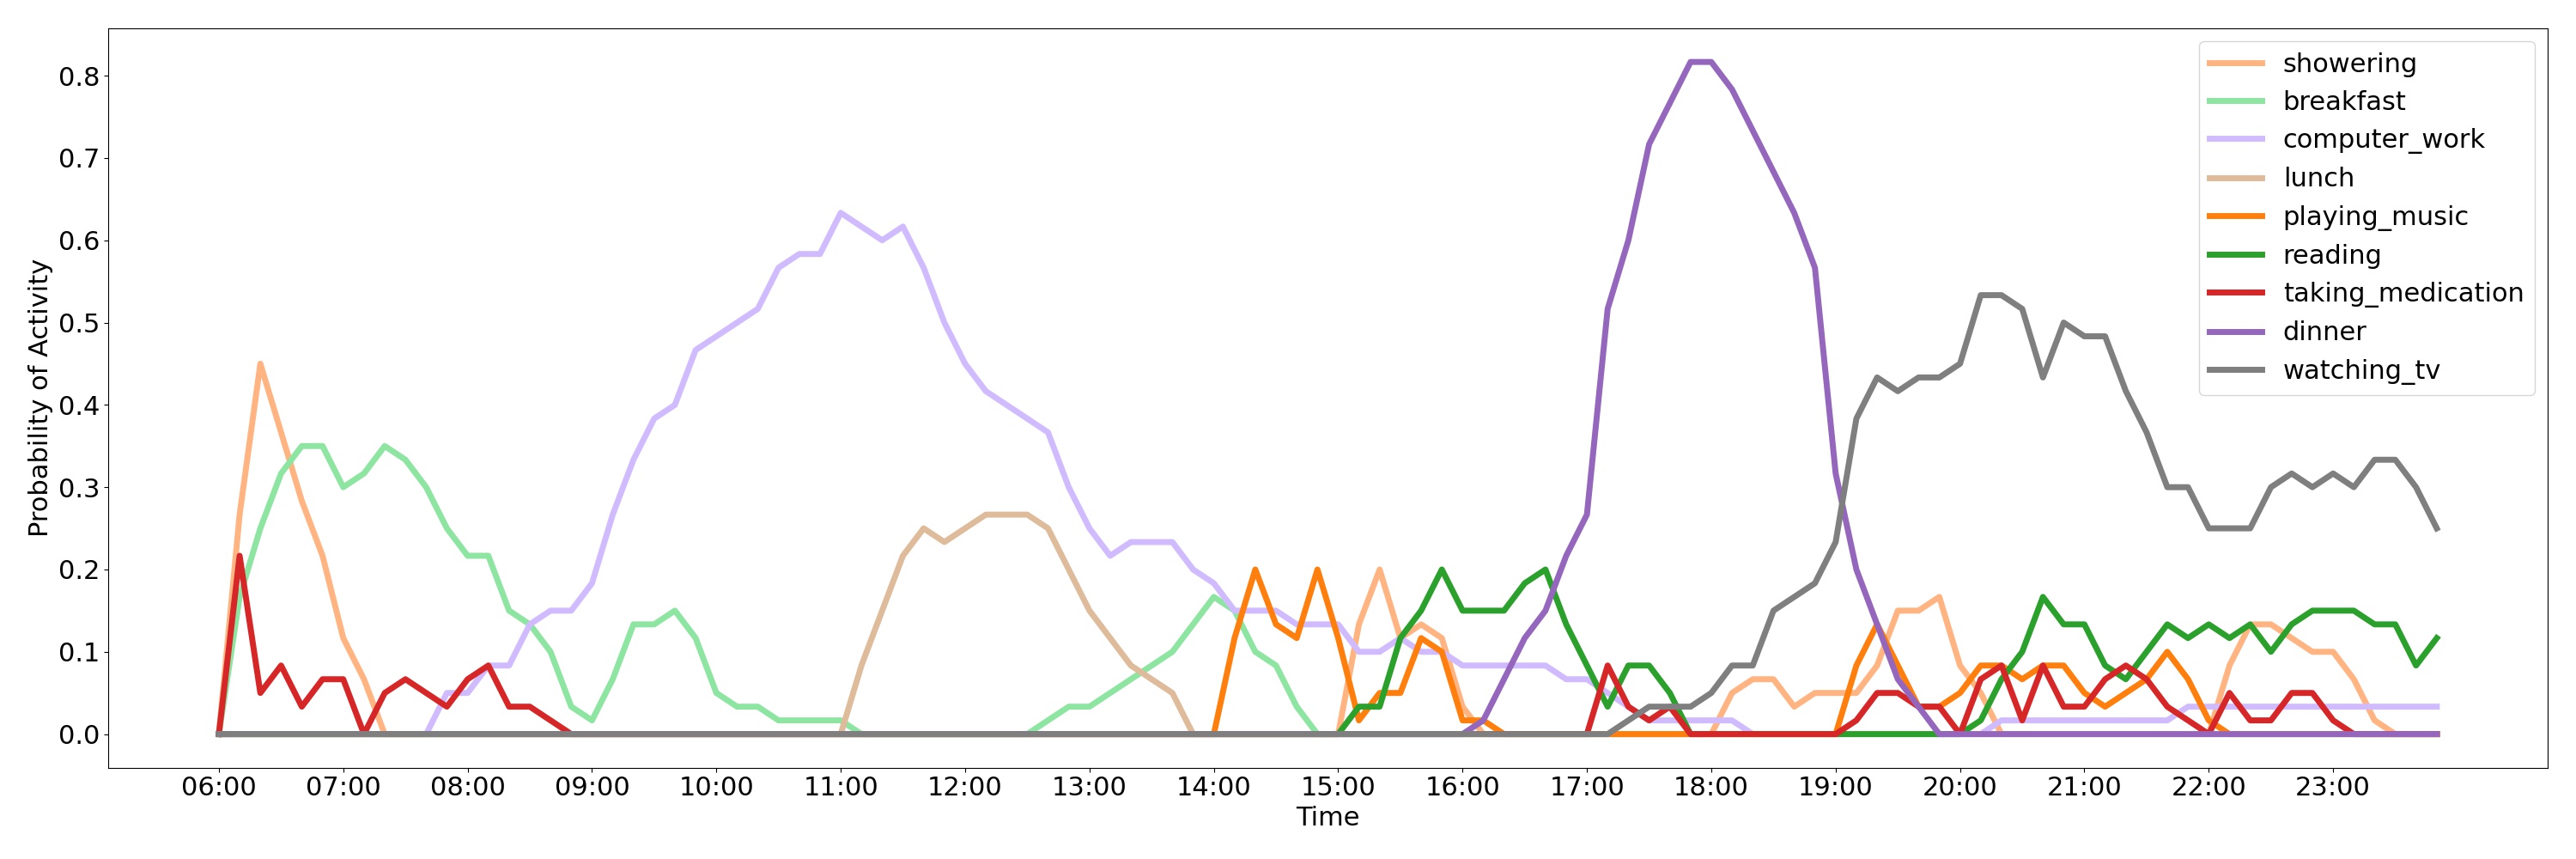 Probability of Activity
0.8
0.7
0.6
0.5
0.4
0.3
0.2
0.1
0.0
showering
breakfast
computer_work
lunch
playing_music
reading
taking_medication
dinner
watching_tv
06:00 07:00 08:00 09:00 10:00 11:00 12:00 13:00 14:00 15:00 16:00 17:00 18:00 19:00 20:00 21:00 22:00 23:00
Time